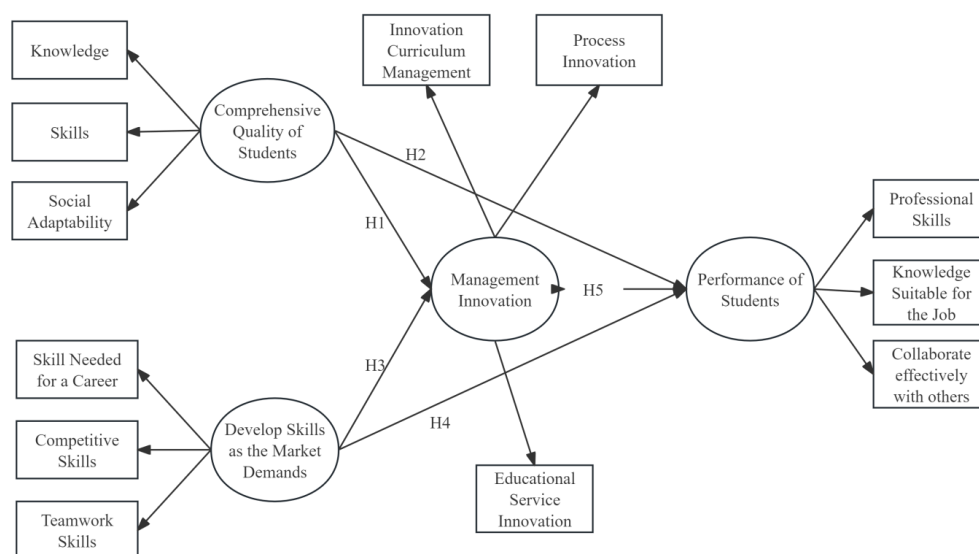 Innovation
Curriculum
Management
Process
Innovation
Knowledge
Skills
Social
Adaptability
Comprehensive
Quality of
Students
H2
H1
Management
Innovation
H5
Performance of
Students
Professional
Skills
Knowledge
Suitable for
the Job
Collaborate
effectively
with others
H3
H4
Skill Needed
for a Career
Competitive
Skills
Teamwork
Skills
Develop Skills
as the Market
Demands
Educational
Service
Innovation